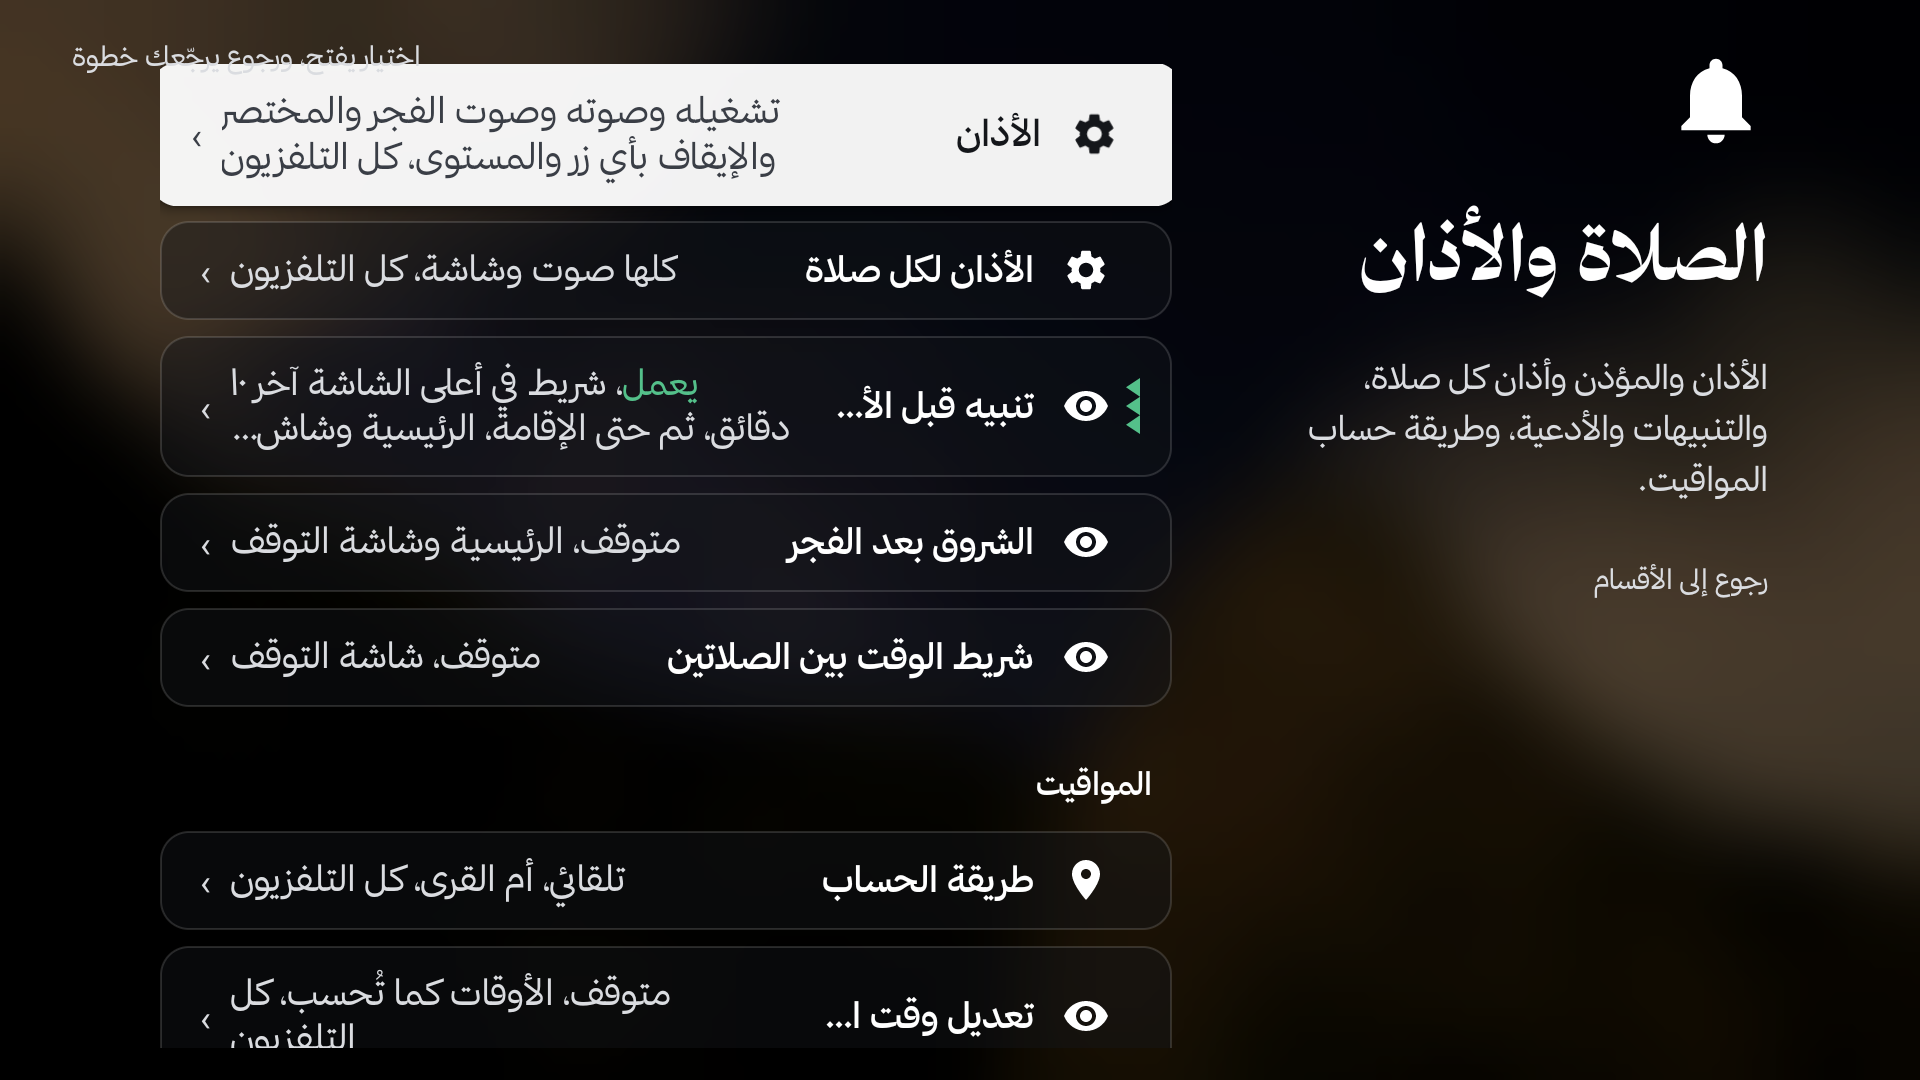 الصلاة والأذان
الأذان والمؤذن وأذان كل صلاة،
والتنبيهات والأدعية، وطريقة حساب
المواقيت.
رجوع إلى الأقسام
اختيار يفتح، ورجوع يرجّعك خطوة
الأذان
تشغيله وصوته وصوت الفجر والمختصر
والإيقاف بأي زر والمستوى، كل التلفزيون
الأذان لكل صلاة
كلها صوت وشاشة، كل التلفزيون
تنبيه قبل الأ...
يعمل، شريط في أعلى الشاشة آخر ١٠
دقائق، ثم حتى الإقامة، الرئيسية وشاش...
الشروق بعد الفجر
متوقف، الرئيسية وشاشة التوقف
شريط الوقت بين الصلاتين
متوقف، شاشة التوقف
المواقيت
طريقة الحساب
تلقائي، أم القرى، كل التلفزيون
تعديل وقت ا...
متوقف، الأوقات كما تُحسب، كل
التلفزيون